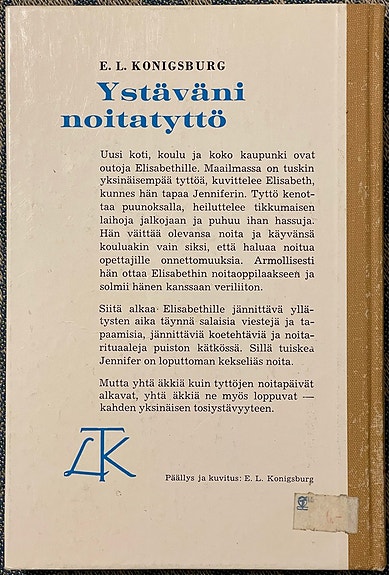 E. L. KONIGSBURG
Ystäväni
noitatyttö
Uusi koti, koulu ja koko kaupunki ovat
outoja Elisabethille. Maailmassa on tuskin
yksinäisempää tyttöä, kuvittelee Elisabeth,
kunnes hän tapaa Jenniferin. Tyttö kenot-
taa puunoksalla, heiluttelee tikkumaisen
laihoja jalkojaan ja puhuu ihan hassuja.
Hän väittää olevansa noita ja käyvänsä
kouluakin vain siksi, että haluaa noitua
opettajille onnettomuuksia. Armollisesti
hän ottaa Elisabethin noitaoppilaakseen ja
solmii hänen kanssaan veriliiton.
Siitä alkaa Elisabethille jännittävä yllä-
tysten aika täynnä salaisia viestejä ja ta-
paamisia, jännittäviä koetehtäviä ja noita-
rituaaleja puiston kätkössä. Sillä tuiskea
Jennifer on loputtoman kekseliäs noita.
Mutta yhtä äkkiä kuin tyttöjen noitapäivät
alkavat, yhtä äkkiä ne myös loppuvat —
kahden yksinäisen tosiystävyyteen.
LTK
Päällys ja kuvitus: E. L. Konigsburg